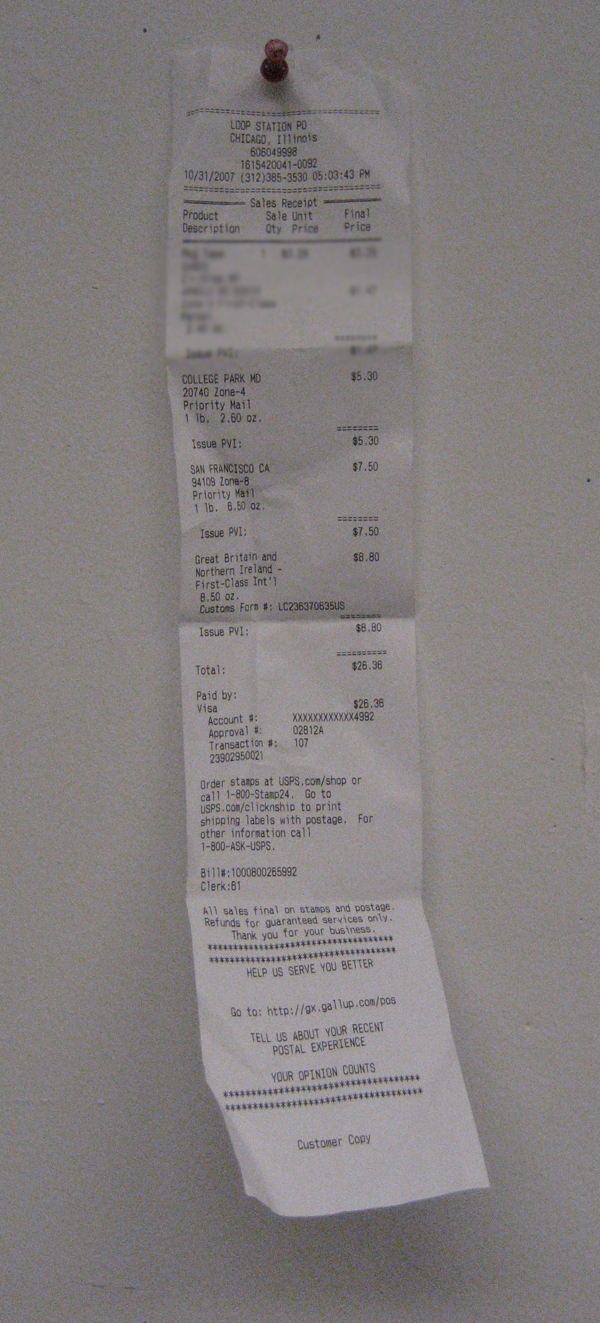 LOOP STATION PO
CHICAGO, Illinois
606049998
1615420041-0092
10/31/2007 (312)385-3530 05:03:43 PM
Sales Receipt
Product Sale Unit Final
Description Qty Price Price
Issue PVI:
COLLEGE PARK MD $5.30
20740 Zone-4
Priority Mail
1 lb. 2.60 oz.
========
Issue PVI: $5.30
SAN FRANCISCO CA $7.50
94109 Zone-8
Priority Mail
1 lb. 8.50 oz.
========
Issue PVI: $7.50
Great Britain and $8.80
Northern Ireland -
First-Class Int'l
8.50 oz.
Customs Form #: LC236370635US
========
Issue PVI: $8.80
==========
Total: $26.36
Paid by:
Visa $26.36
Account #: XXXXXXXXXXXX4992
Approval #: 02812A
Transaction #: 107
23902950021
Order stamps at USPS.com/shop or
call 1-800-Stamp24. Go to
USPS.com/clicknship to print
shipping labels with postage. For
other information call
1-800-ASK-USPS.
Bill#:1000800265992
Clerk:61
All sales final on stamps and postage.
Refunds for guaranteed services only.
Thank you for your business.
HELP US SERVE YOU BETTER
Go to: http://gx.gallup.com/pos
TELL US ABOUT YOUR RECENT
POSTAL EXPERIENCE
YOUR OPINION COUNTS
Customer Copy